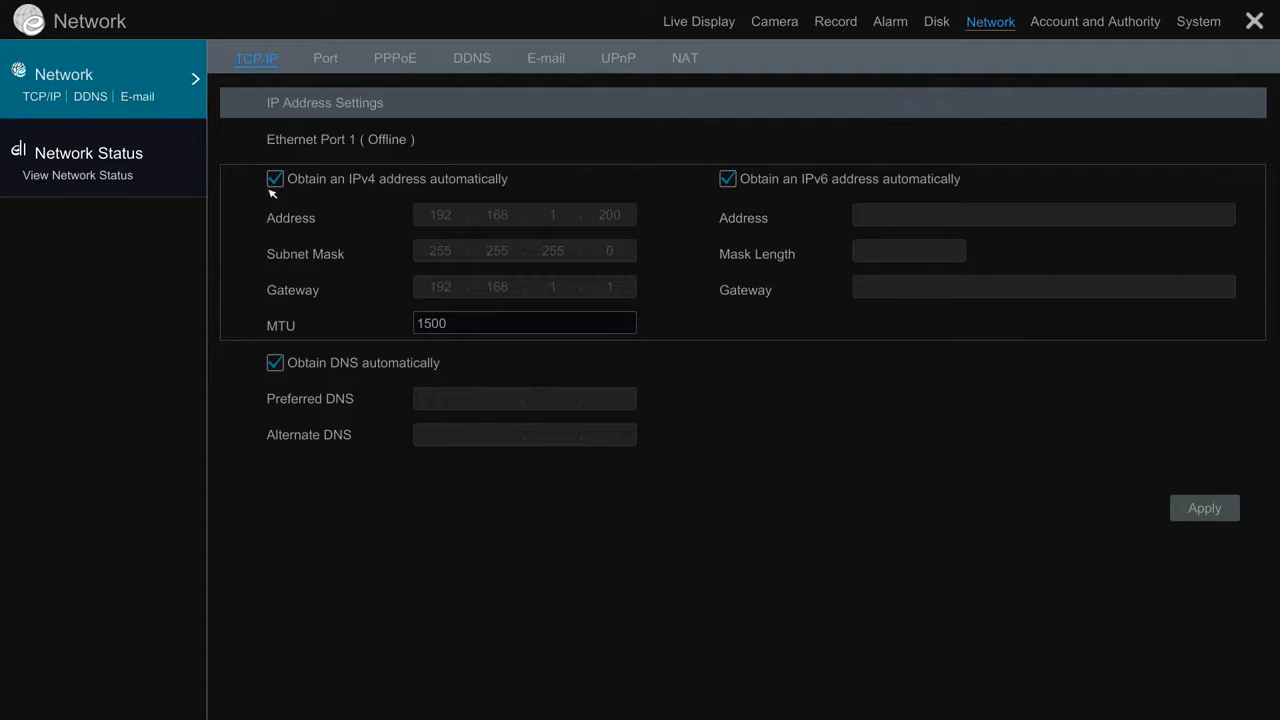 Network
Live Display Camera Record Alarm Disk Network Account and Authority System
Network
TCP/IP | DDNS | E-mail
Network Status
View Network Status
TCP/IP Port PPPoE DDNS E-mail UPnP NAT
IP Address Settings
Ethernet Port 1 ( Offline )
Obtain an IPv4 address automatically
Address 192 . 168 . 1 . 200
Subnet Mask 255 . 255 . 255 . 0
Gateway 192 . 168 . 1 . 1
MTU 1500
Obtain an IPv6 address automatically
Address
Mask Length
Gateway
Obtain DNS automatically
Preferred DNS
Alternate DNS
Apply